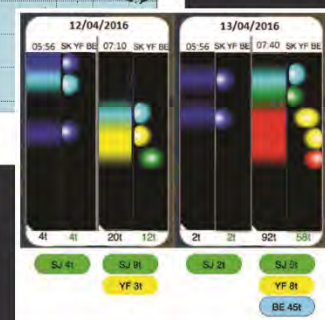 12/04/2016 13/04/2016
05:56 SK YF BE 07:10 SK YF BE 05:56 SK YF BE 07:40 SK YF BE
4t 4t 20t 12t 2t 2t 92t 58t
SJ 4t SJ 9t SJ 2t SJ 5t
YF 3t YF 8t
BE 45t